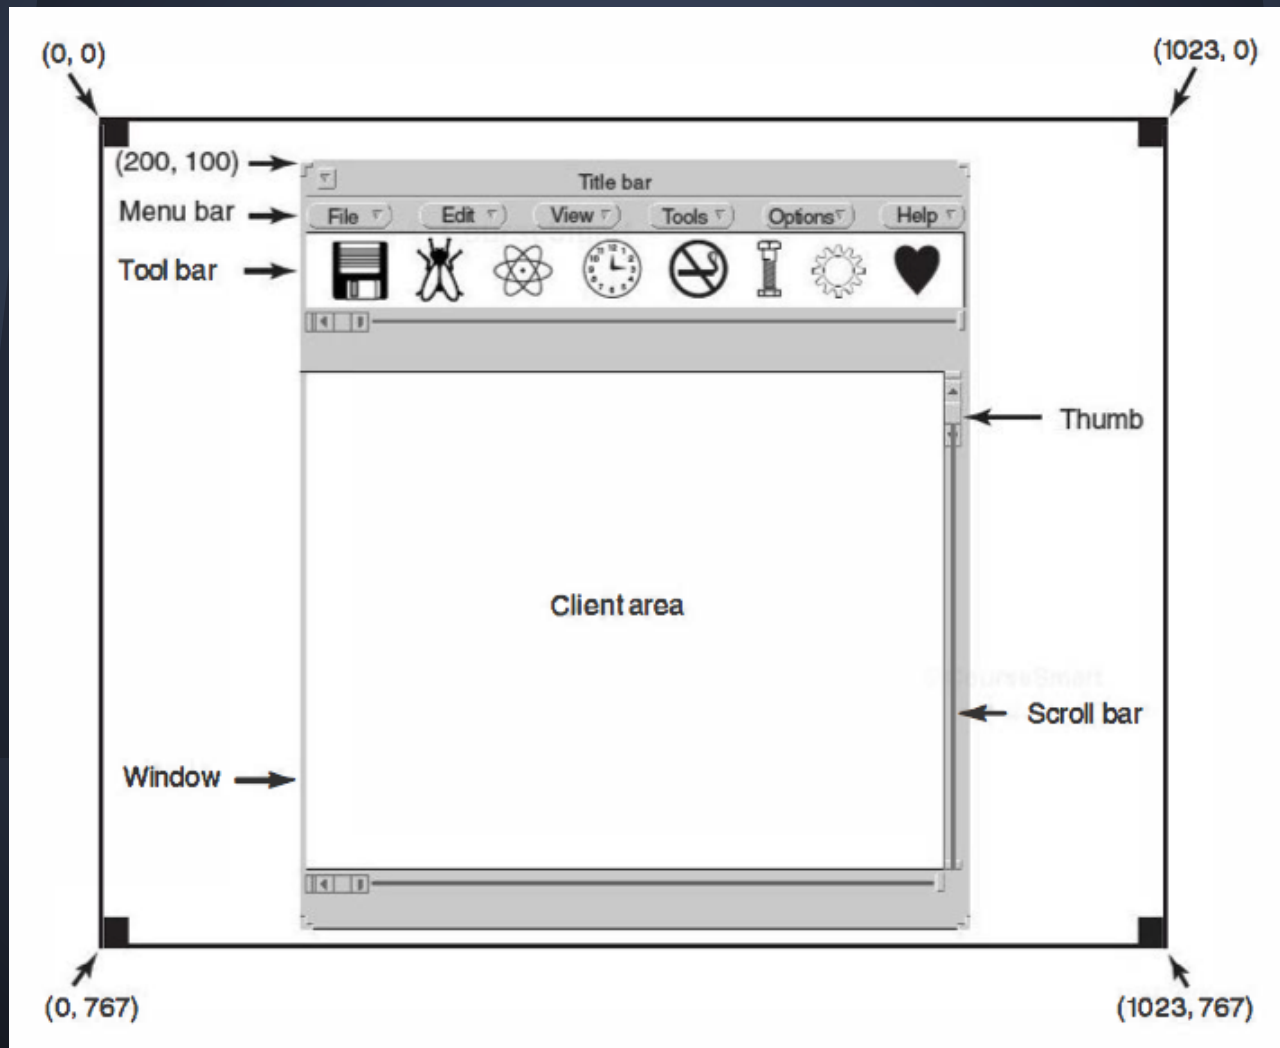 (0, 0)
(1023, 0)
(200, 100)
Title bar
Menu bar
File Edit View Tools Options Help
Tool bar
Thumb
Client area
Scroll bar
Window
(0, 767)
(1023, 767)